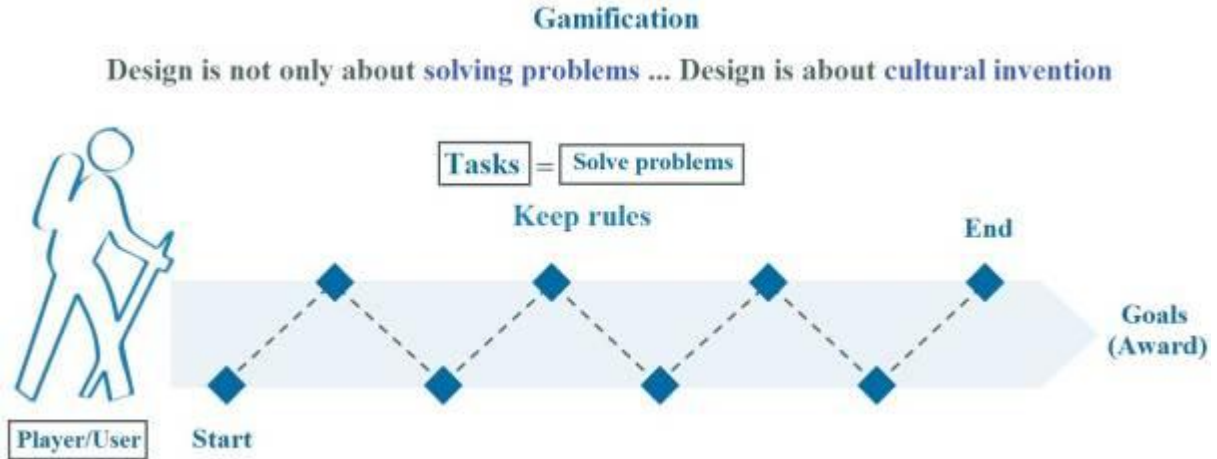 Gamification
Design is not only about solving problems ... Design is about cultural invention
Tasks = Solve problems
Keep rules
End
Goals
(Award)
Player/User
Start